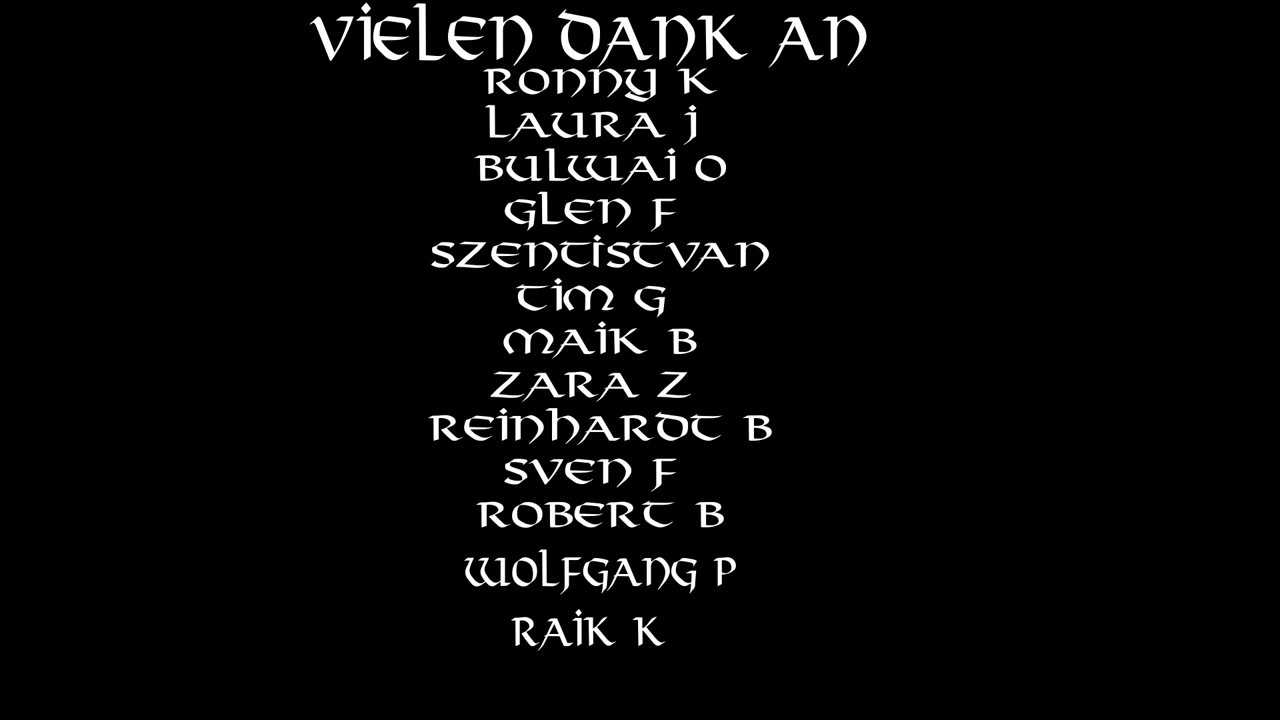 VIELEN DANK AN
RONNY K
LAURA J
BULWAI O
GLEN F
SZENTISTVAN
TIM G
MAIK B
ZARA Z
REINHARDT B
SVEN F
ROBERT B
WOLFGANG P
RAIK K